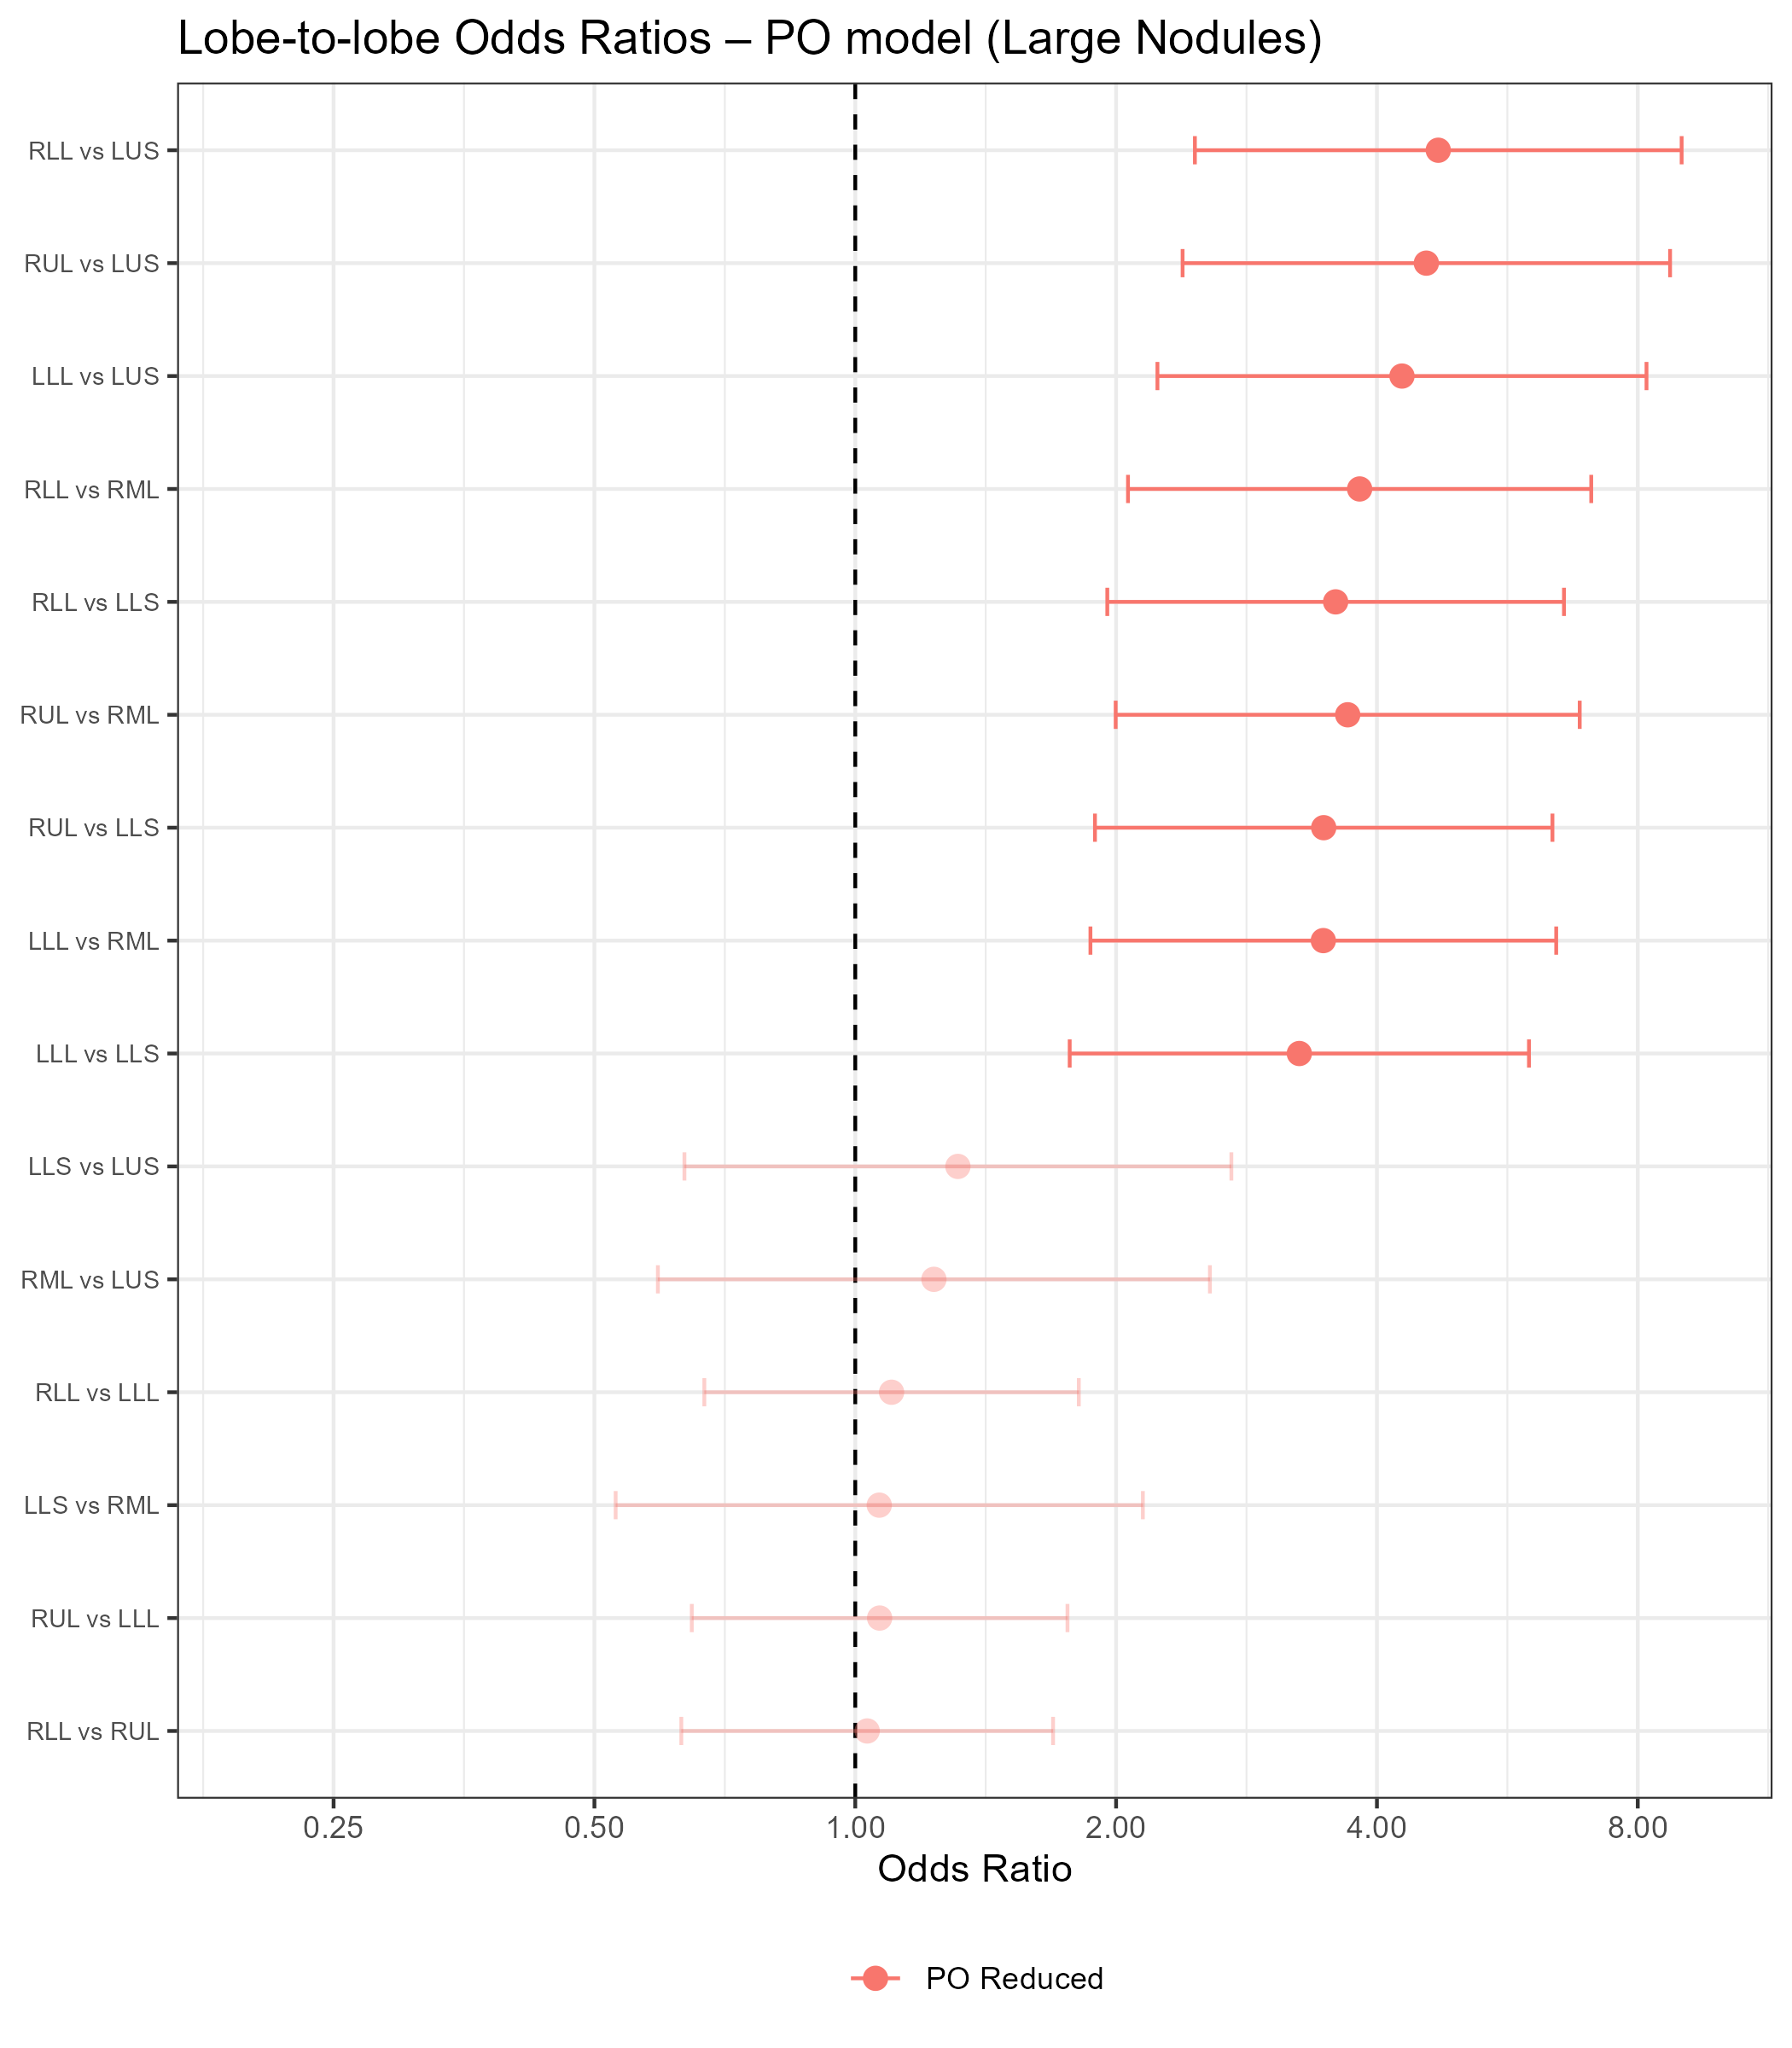 Lobe-to-lobe Odds Ratios – PO model (Large Nodules)
RLL vs LUS
RUL vs LUS
LLL vs LUS
RLL vs RML
RLL vs LLS
RUL vs RML
RUL vs LLS
LLL vs RML
LLL vs LLS
LLS vs LUS
RML vs LUS
RLL vs LLL
LLS vs RML
RUL vs LLL
RLL vs RUL
0.25 0.50 1.00 2.00 4.00 8.00
Odds Ratio
PO Reduced